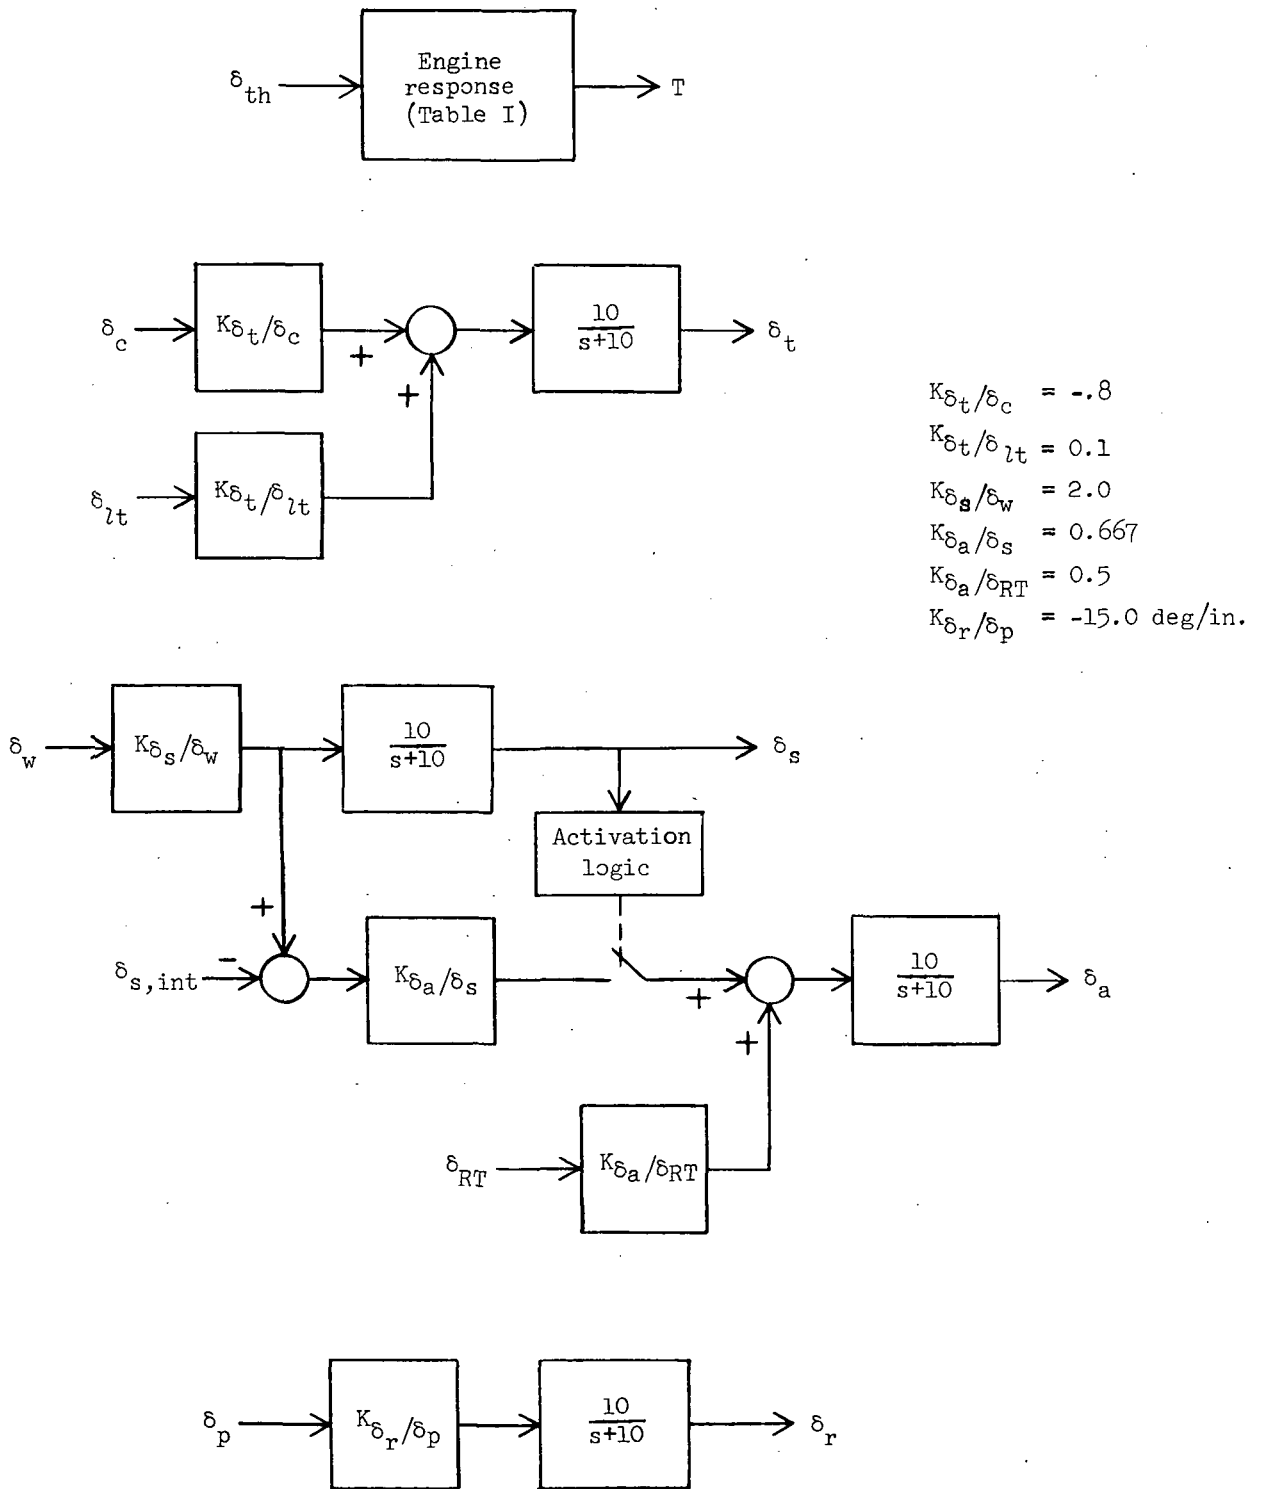 Engine
δth
response
T
(Table I)
δc
Kδt/δc
+
10
s+10
δt
+
δlt
Kδt/δlt
Kδt/δc = -.8
Kδt/δlt = 0.1
Kδs/δw = 2.0
Kδa/δs = 0.667
Kδa/δRT = 0.5
Kδr/δp = -15.0 deg/in.
δw
Kδs/δw
10
s+10
δs
Activation
logic
+
δs,int
-
Kδa/δs
+
10
s+10
δa
+
δRT
Kδa/δRT
δp
Kδr/δp
10
s+10
δr